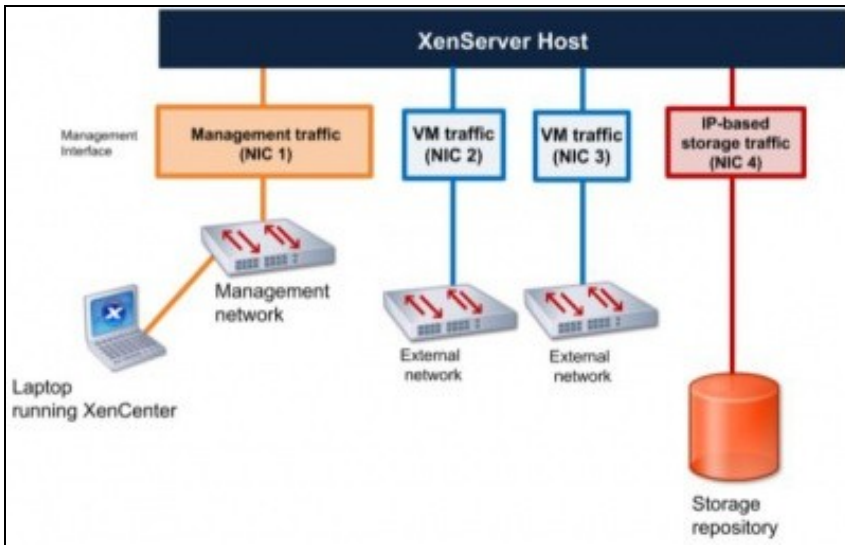 XenServer Host
Management
Interface
Management traffic
(NIC 1)
VM traffic
(NIC 2)
VM traffic
(NIC 3)
IP-based
storage traffic
(NIC 4)
Management
network
External
network
External
network
Laptop
running XenCenter
Storage
repository